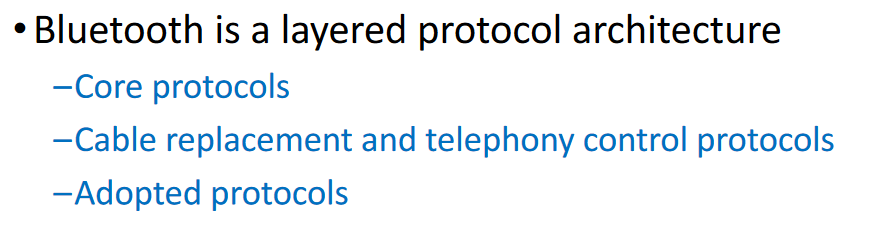 • Bluetooth is a layered protocol architecture
–Core protocols
–Cable replacement and telephony control protocols
–Adopted protocols